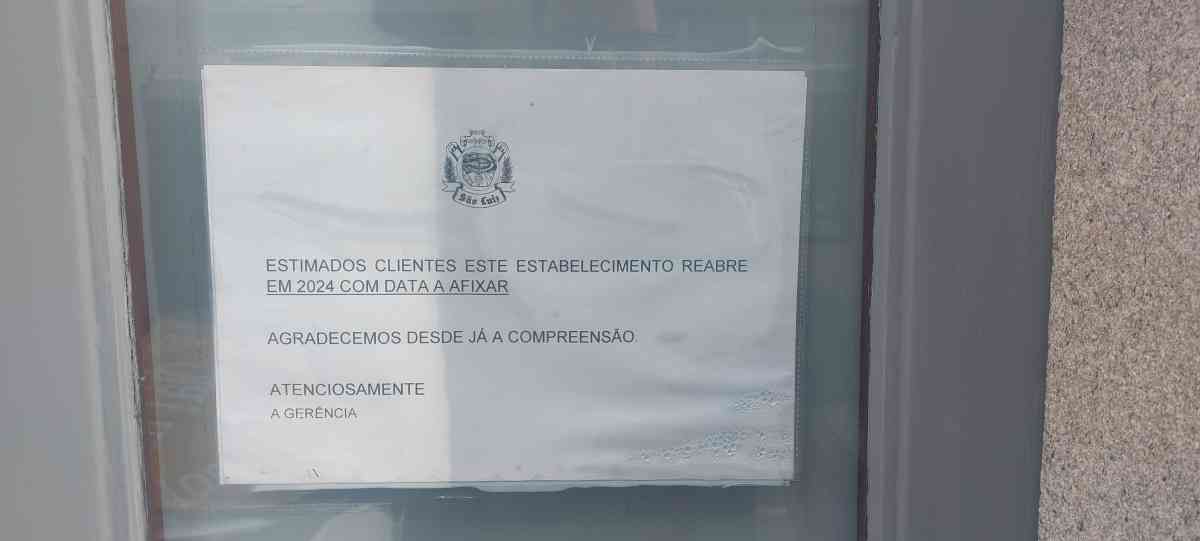 São Luiz
ESTIMADOS CLIENTES ESTE ESTABELECIMENTO REABRE
EM 2024 COM DATA A AFIXAR
AGRADECEMOS DESDE JÁ A COMPREENSÃO.
ATENCIOSAMENTE
A GERÊNCIA